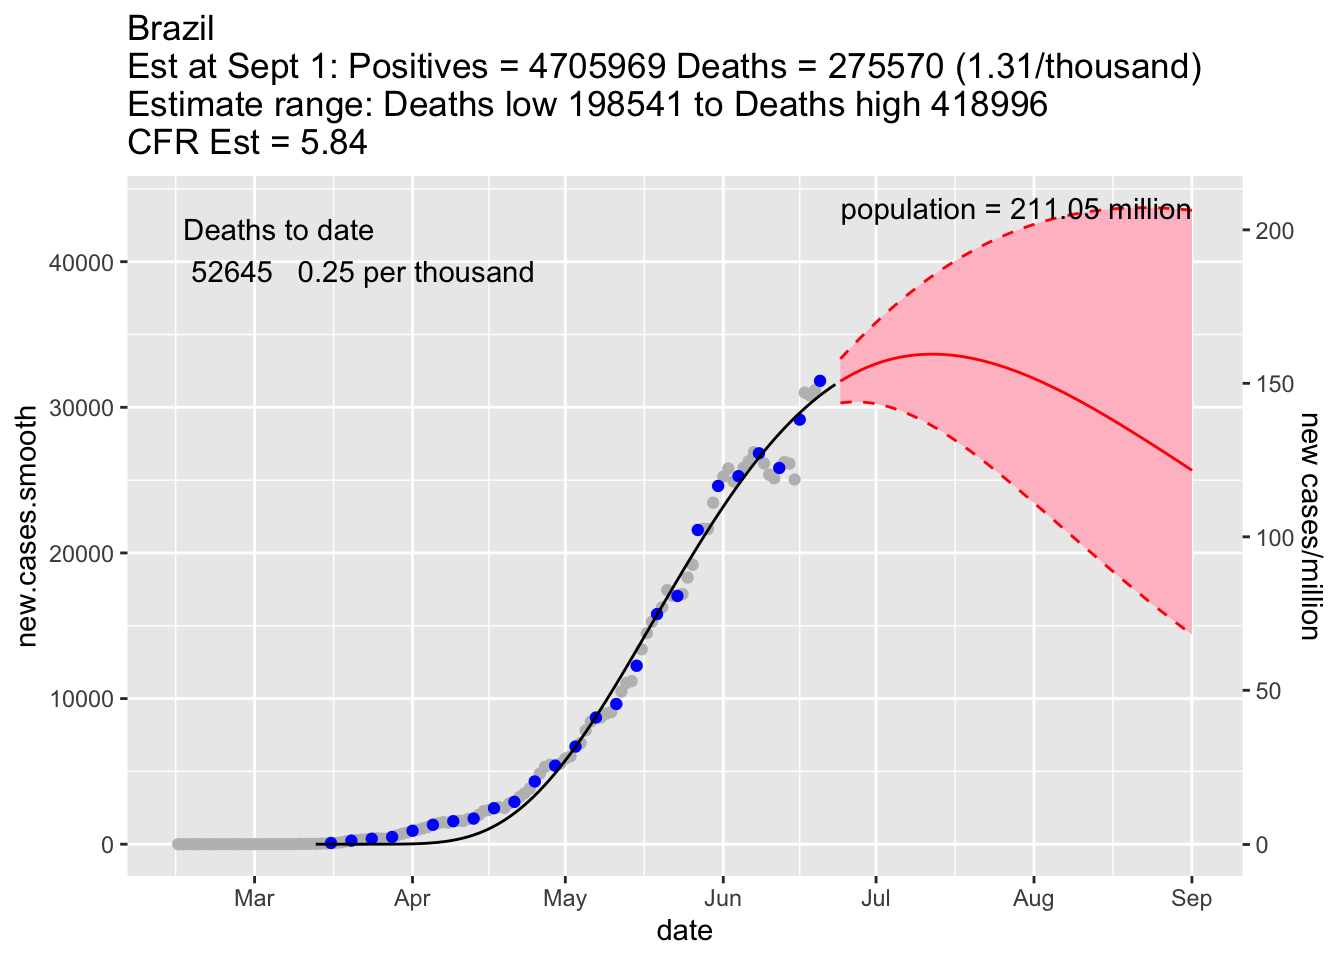 Brazil
Est at Sept 1: Positives = 4705969 Deaths = 275570 (1.31/thousand)
Estimate range: Deaths low 198541 to Deaths high 418996
CFR Est = 5.84
population = 211.05 million
Deaths to date
52645 0.25 per thousand
new.cases.smooth
40000
30000
20000
10000
0
200
150
100
50
0
new cases/million
Mar Apr May Jun Jul Aug Sep
date